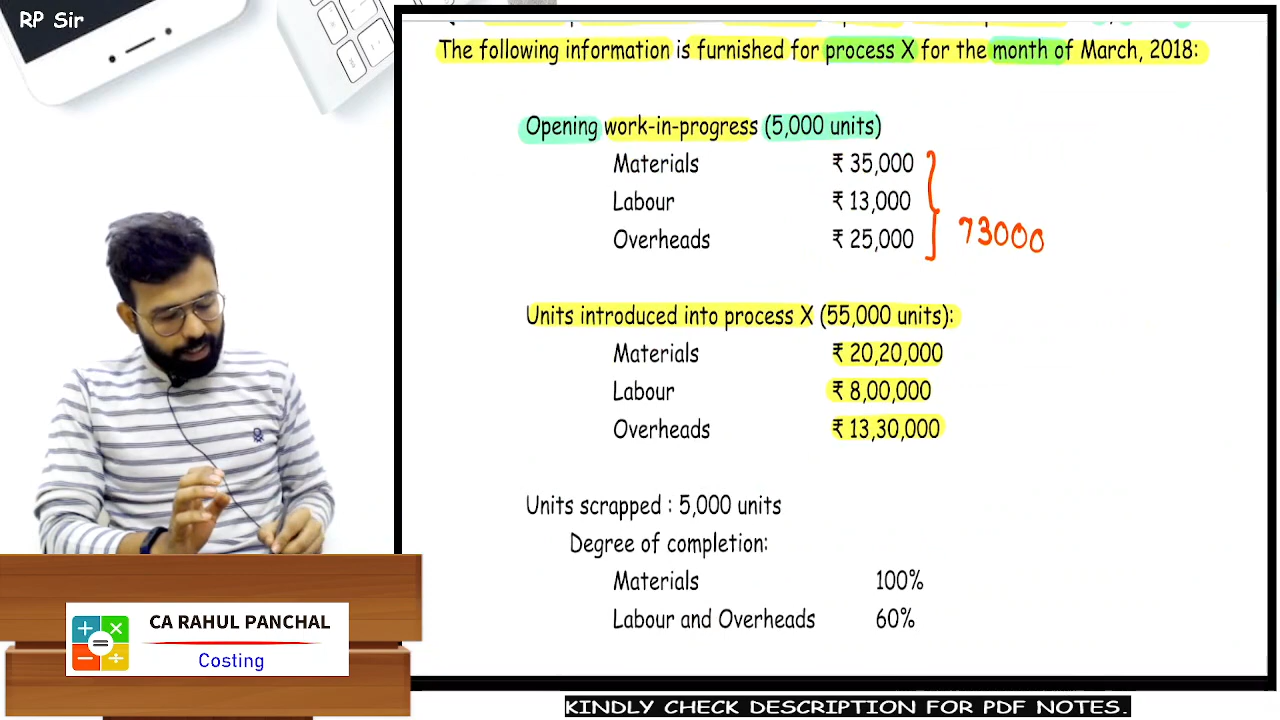 RP Sir
The following information is furnished for process X for the month of March, 2018:
Opening work-in-progress (5,000 units)
Materials ₹ 35,000
Labour ₹ 13,000
Overheads ₹ 25,000
73000
Units introduced into process X (55,000 units):
Materials ₹ 20,20,000
Labour ₹ 8,00,000
Overheads ₹ 13,30,000
Units scrapped : 5,000 units
Degree of completion:
Materials 100%
Labour and Overheads 60%
CA RAHUL PANCHAL
Costing
KINDLY CHECK DESCRIPTION FOR PDF NOTES.